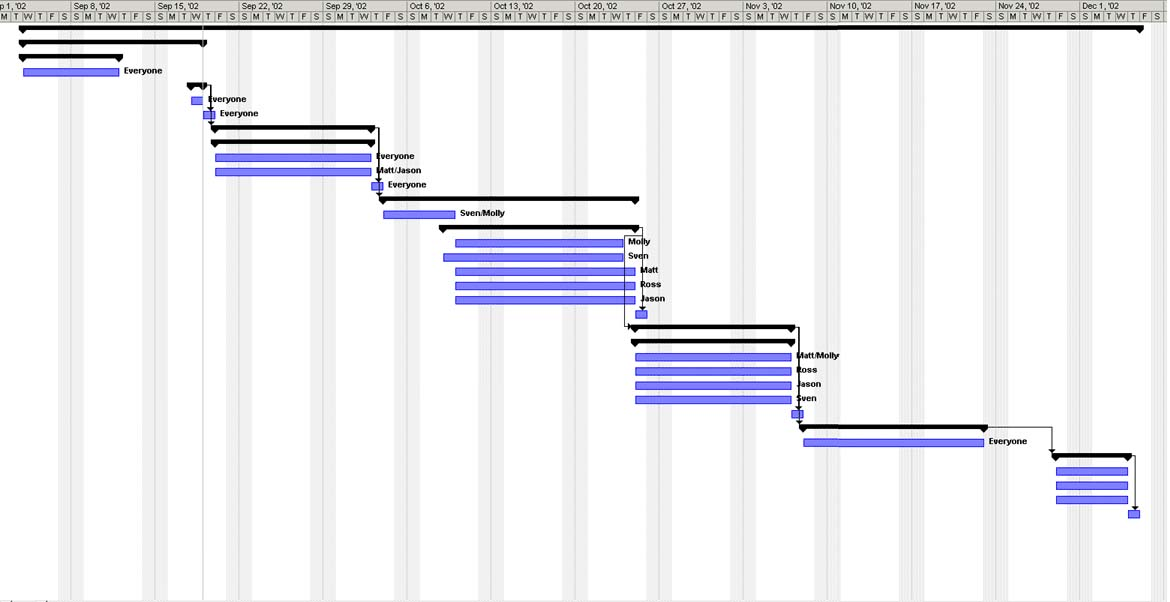 p 1, '02 Sep 8, '02 Sep 15, '02 Sep 22, '02 Sep 29, '02 Oct 6, '02 Oct 13, '02 Oct 20, '02 Oct 27, '02 Nov 3, '02 Nov 10, '02 Nov 17, '02 Nov 24, '02 Dec 1, '02
M T W T F S S M T W T F S S M T W T F S S M T W T F S S M T W T F S S M T W T F S S M T W T F S S M T W T F S S M T W T F S S M T W T F S S M T W T F S S M T W T F S S M T W T F S S M T W T F S
Everyone
Everyone
Everyone
Everyone
Matt/Jason
Everyone
Sven/Molly
Molly
Sven
Matt
Ross
Jason
Matt/Molly
Ross
Jason
Sven
Everyone